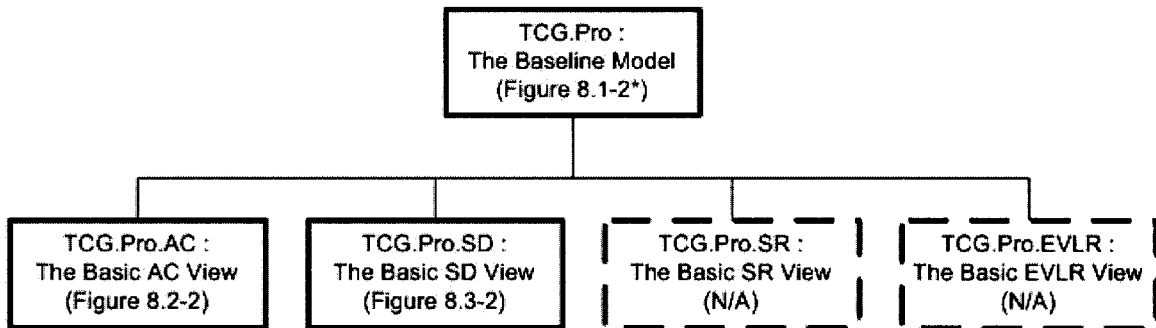 TCG.Pro :
The Baseline Model
(Figure 8.1-2*)
TCG.Pro.AC :
The Basic AC View
(Figure 8.2-2)
TCG.Pro.SD :
The Basic SD View
(Figure 8.3-2)
TCG.Pro.SR :
The Basic SR View
(N/A)
TCG.Pro.EVLR :
The Basic EVLR View
(N/A)